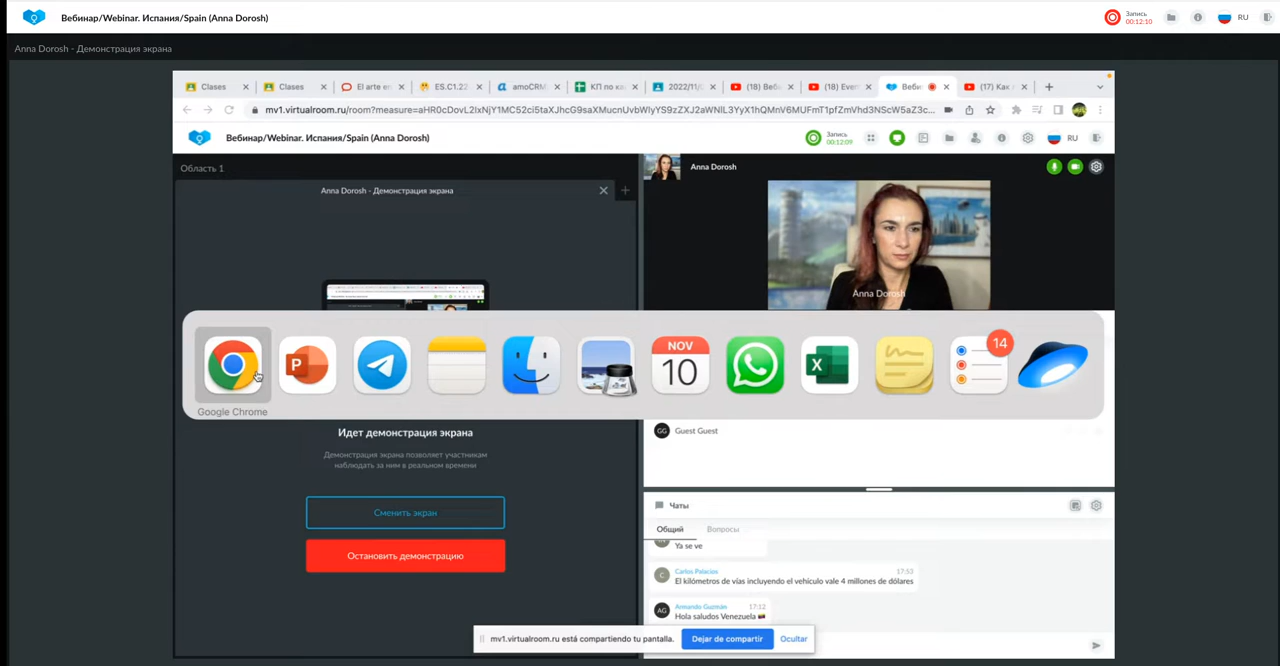 Вебинар/Webinar. Испания/Spain (Anna Dorosh)
Запись
00:12:10
RU
Anna Dorosh - Демонстрация экрана
Clases
Clases
El arte en
ES.C1.22
amoCRM
КП по ка
2022/11/
(18) Веб
(18) Even
Веби
(17) Как
mv1.virtualroom.ru
Вебинар/Webinar. Испания/Spain (Anna Dorosh)
Запись
00:12:09
RU
Область 1
Anna Dorosh
Anna Dorosh - Демонстрация экрана
Anna Dorosh
NOV
10
14
Google Chrome
Идет демонстрация экрана
GG
Guest Guest
Демонстрация экрана позволяет участникам
наблюдать за ним в реальном времени
Сменить экран
Чаты
Общий
Вопросы
Ya se ve
Остановить демонстрацию
C
Carlos Palacios
17:53
El kilómetros de vías incluyendo el vehículo vale 4 millones de dólares
AG
Armando Guzmán
17:12
Hola saludos Venezuela 🇻🇪
mv1.virtualroom.ru está compartiendo tu pantalla.
Dejar de compartir
Ocultar